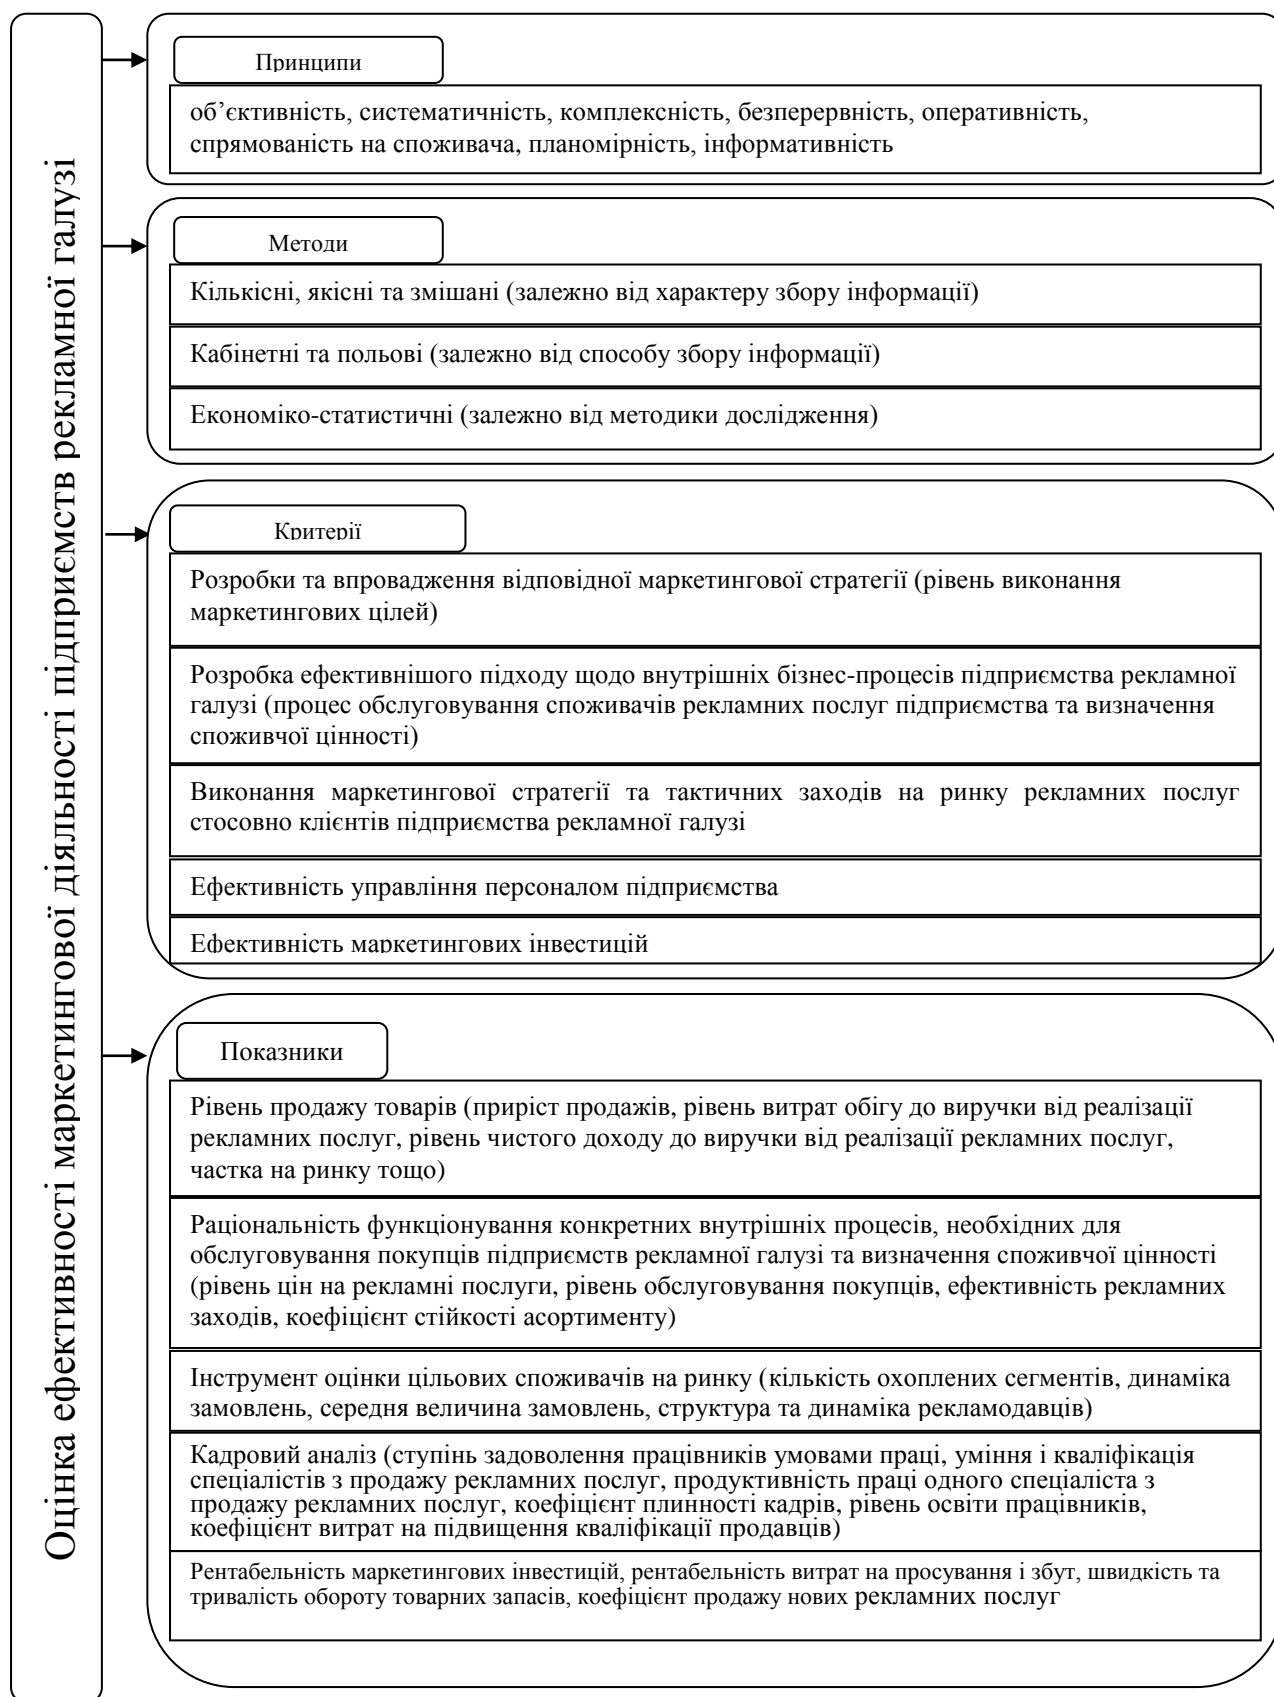 Оцінка ефективності маркетингової діяльності підприємств рекламної галузі
Принципи
об’єктивність, систематичність, комплексність, безперервність, оперативність,
спрямованість на споживача, планомірність, інформативність
Методи
Кількісні, якісні та змішані (залежно від характеру збору інформації)
Кабінетні та польові (залежно від способу збору інформації)
Економіко-статистичні (залежно від методики дослідження)
Критерії
Розробки та впровадження відповідної маркетингової стратегії (рівень виконання
маркетингових цілей)
Розробка ефективнішого підходу щодо внутрішніх бізнес-процесів підприємства рекламної
галузі (процес обслуговування споживачів рекламних послуг підприємства та визначення
споживчої цінності)
Виконання маркетингової стратегії та тактичних заходів на ринку рекламних послуг
стосовно клієнтів підприємства рекламної галузі
Ефективність управління персоналом підприємства
Ефективність маркетингових інвестицій
Показники
Рівень продажу товарів (приріст продажів, рівень витрат обігу до виручки від реалізації
рекламних послуг, рівень чистого доходу до виручки від реалізації рекламних послуг,
частка на ринку тощо)
Раціональність функціонування конкретних внутрішніх процесів, необхідних для
обслуговування покупців підприємств рекламної галузі та визначення споживчої цінності
(рівень цін на рекламні послуги, рівень обслуговування покупців, ефективність рекламних
заходів, коефіцієнт стійкості асортименту)
Інструмент оцінки цільових споживачів на ринку (кількість охоплених сегментів, динаміка
замовлень, середня величина замовлень, структура та динаміка рекламодавців)
Кадровий аналіз (ступінь задоволення працівників умовами праці, уміння і кваліфікація
спеціалістів з продажу рекламних послуг, продуктивність праці одного спеціаліста з
продажу рекламних послуг, коефіцієнт плинності кадрів, рівень освіти працівників,
коефіцієнт витрат на підвищення кваліфікації продавців)
Рентабельність маркетингових інвестицій, рентабельність витрат на просування і збут, швидкість та
тривалість обороту товарних запасів, коефіцієнт продажу нових рекламних послуг